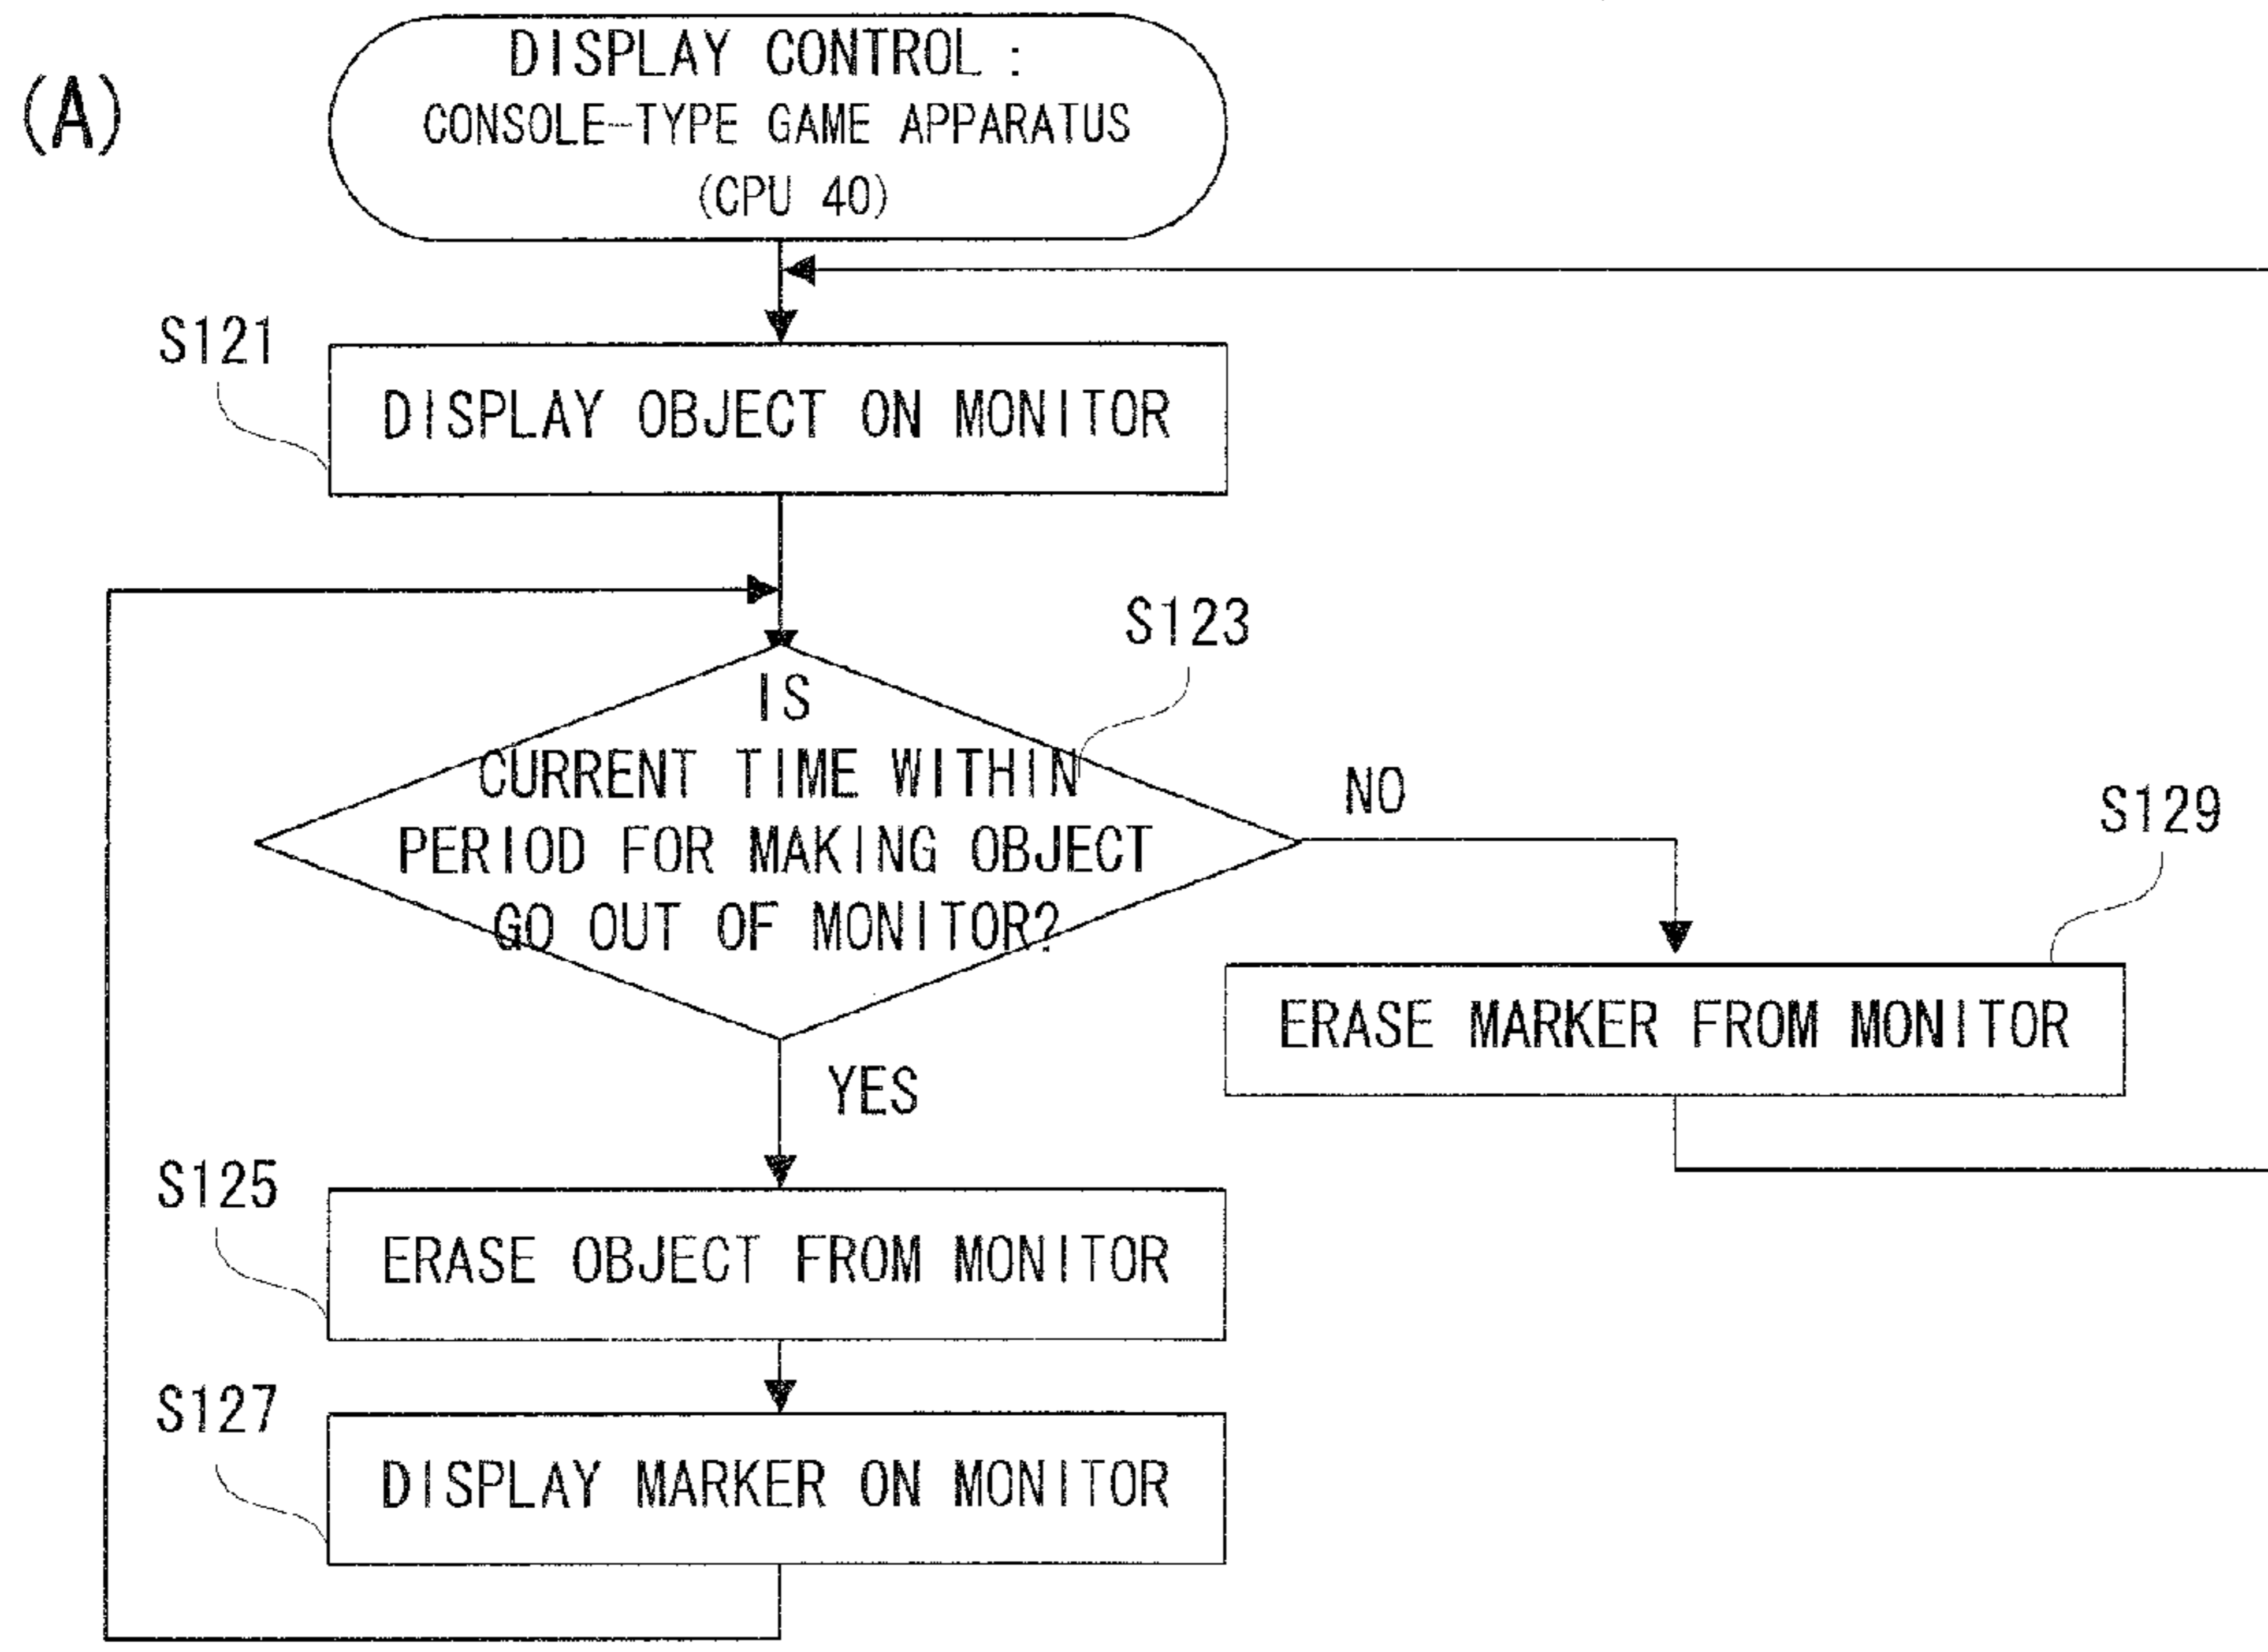 (A)
DISPLAY CONTROL :
CONSOLE-TYPE GAME APPARATUS
(CPU 40)
S121
DISPLAY OBJECT ON MONITOR
S123
IS
CURRENT TIME WITHIN
PERIOD FOR MAKING OBJECT
GO OUT OF MONITOR?
NO
S129
ERASE MARKER FROM MONITOR
YES
S125
ERASE OBJECT FROM MONITOR
S127
DISPLAY MARKER ON MONITOR